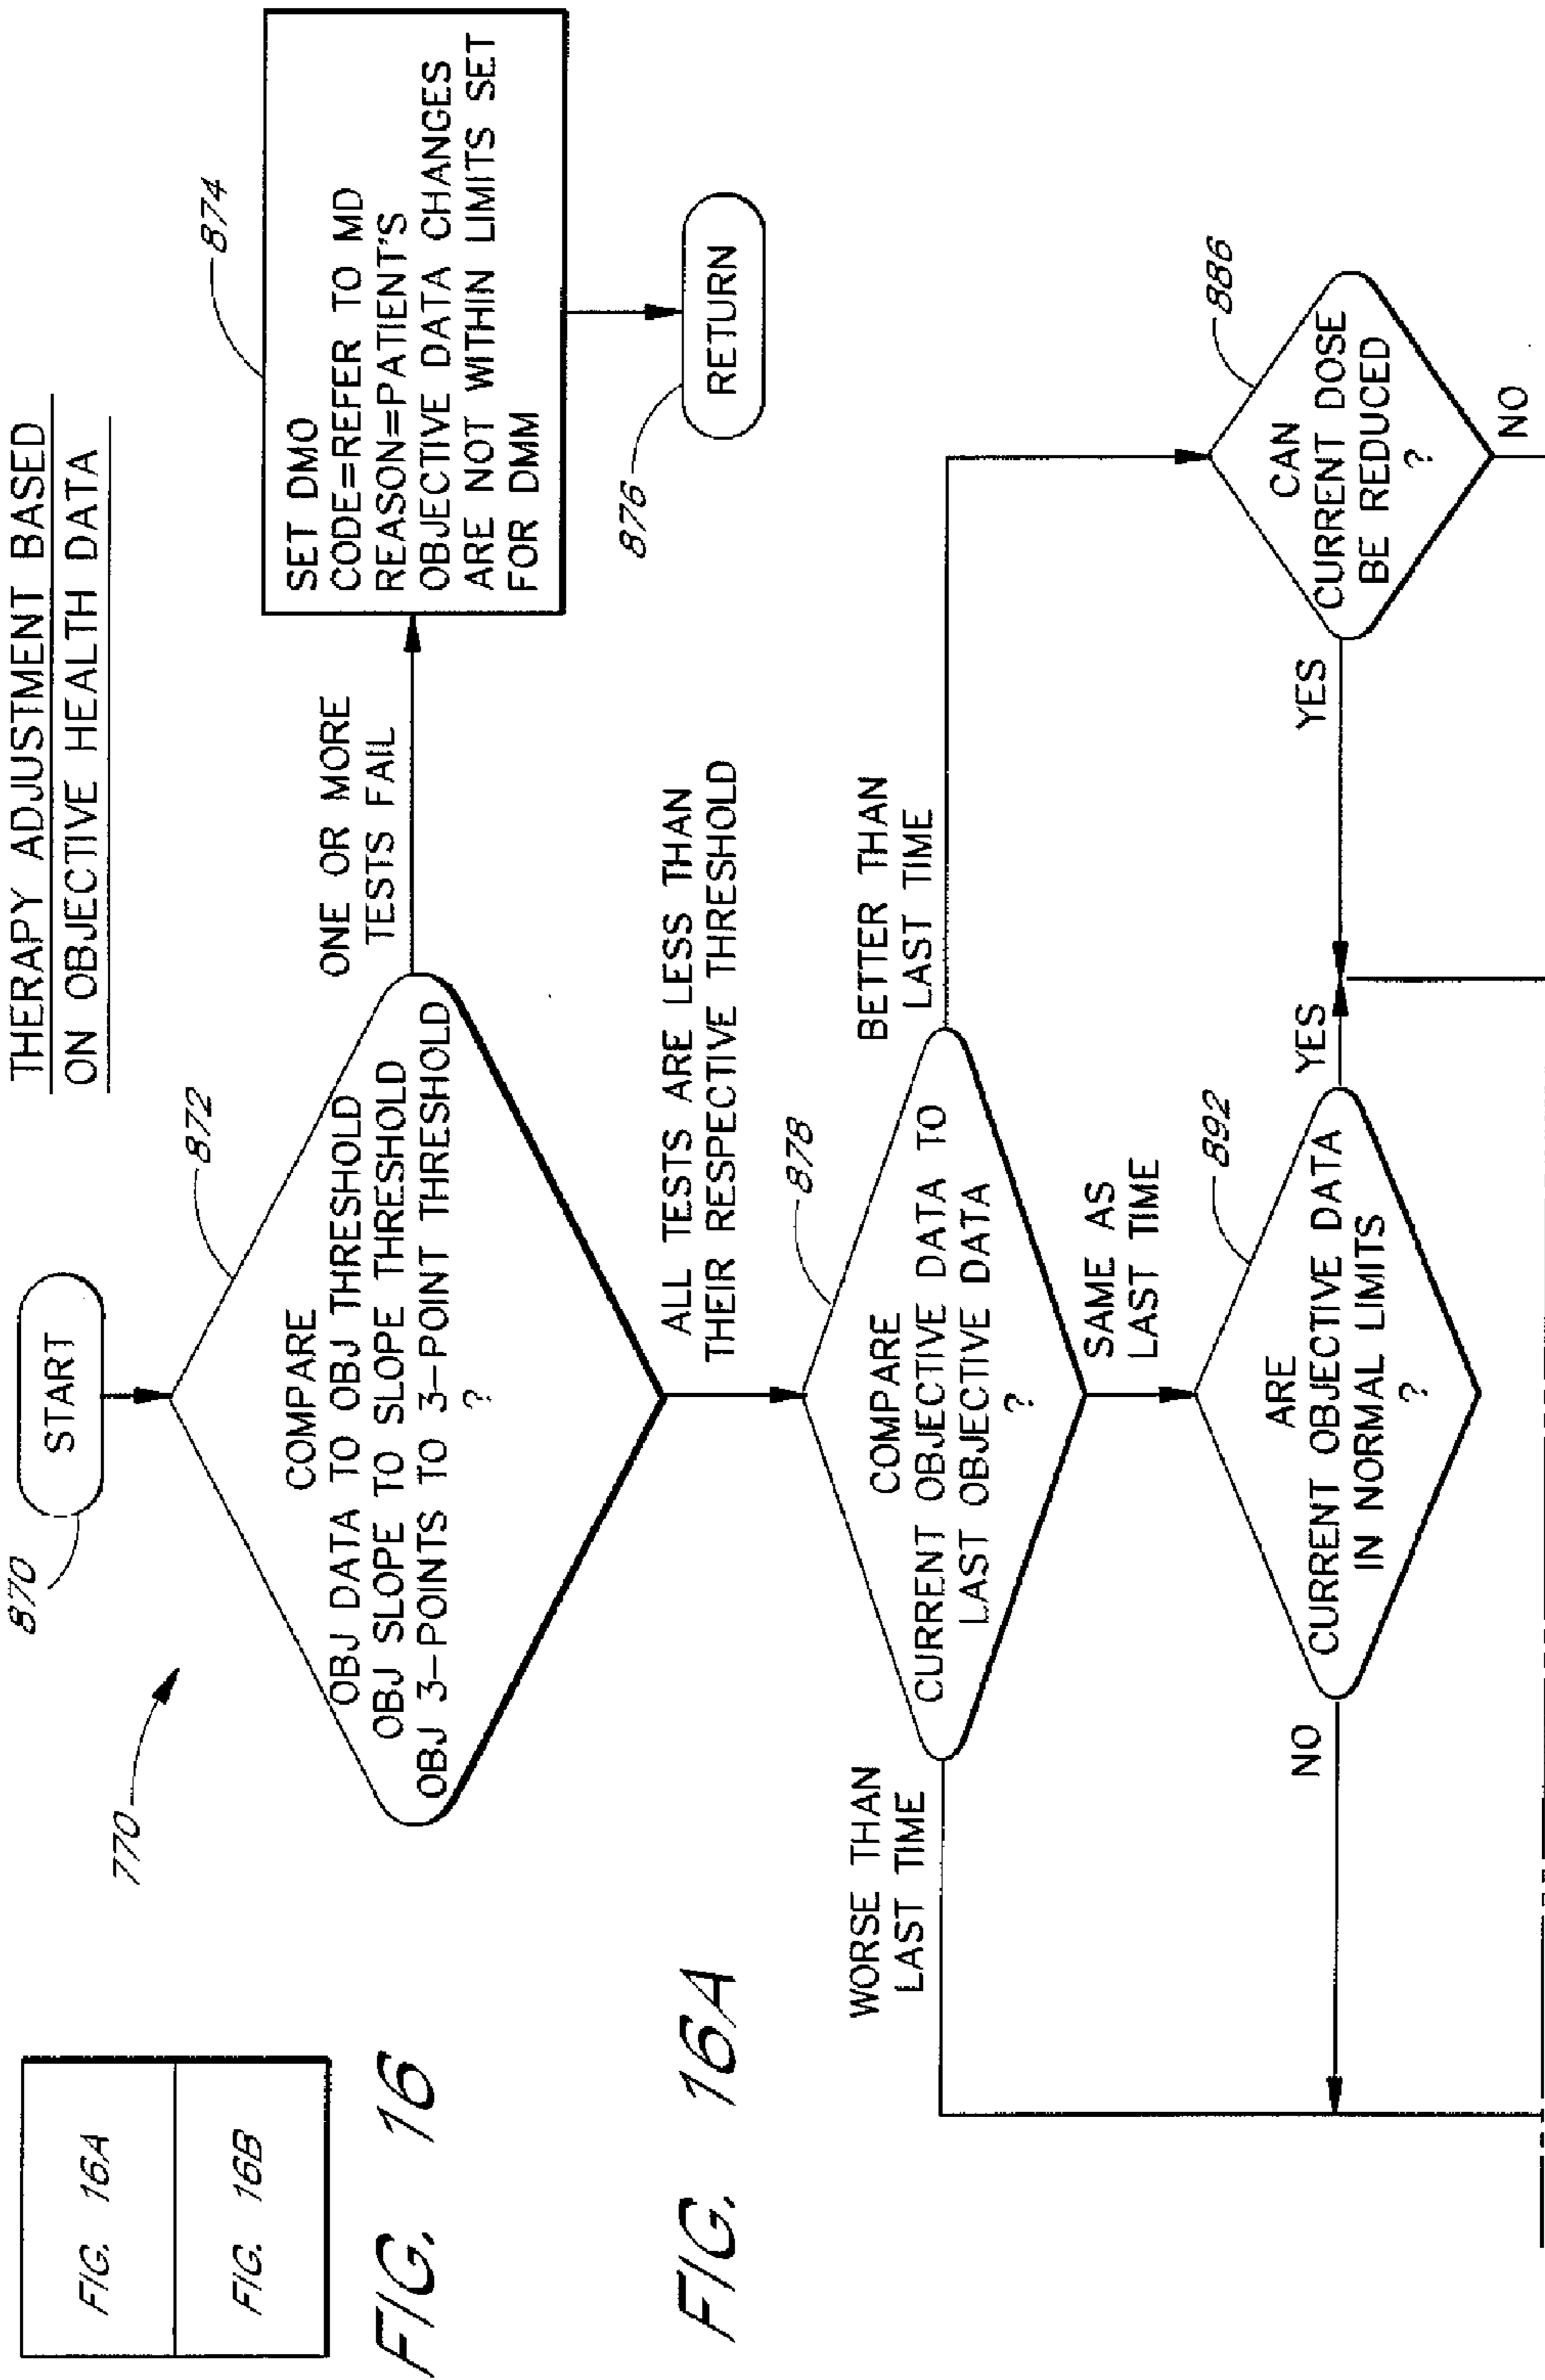 FIG. 16A
FIG. 16B
FIG. 16
FIG. 16A
THERAPY ADJUSTMENT BASED
ON OBJECTIVE HEALTH DATA
770
870
START
872
COMPARE
OBJ DATA TO OBJ THRESHOLD
OBJ SLOPE TO SLOPE THRESHOLD
OBJ 3-POINTS TO 3-POINT THRESHOLD
?
ONE OR MORE
TESTS FAIL
874
SET DMO
CODE=REFER TO MD
REASON=PATIENT'S
OBJECTIVE DATA CHANGES
ARE NOT WITHIN LIMITS SET
FOR DMM
876
RETURN
ALL TESTS ARE LESS THAN
THEIR RESPECTIVE THRESHOLD
878
COMPARE
CURRENT OBJECTIVE DATA TO
LAST OBJECTIVE DATA
?
WORSE THAN
LAST TIME
BETTER THAN
LAST TIME
SAME AS
LAST TIME
892
ARE
CURRENT OBJECTIVE DATA
IN NORMAL LIMITS
?
NO
YES
886
CAN
CURRENT DOSE
BE REDUCED
?
YES
NO